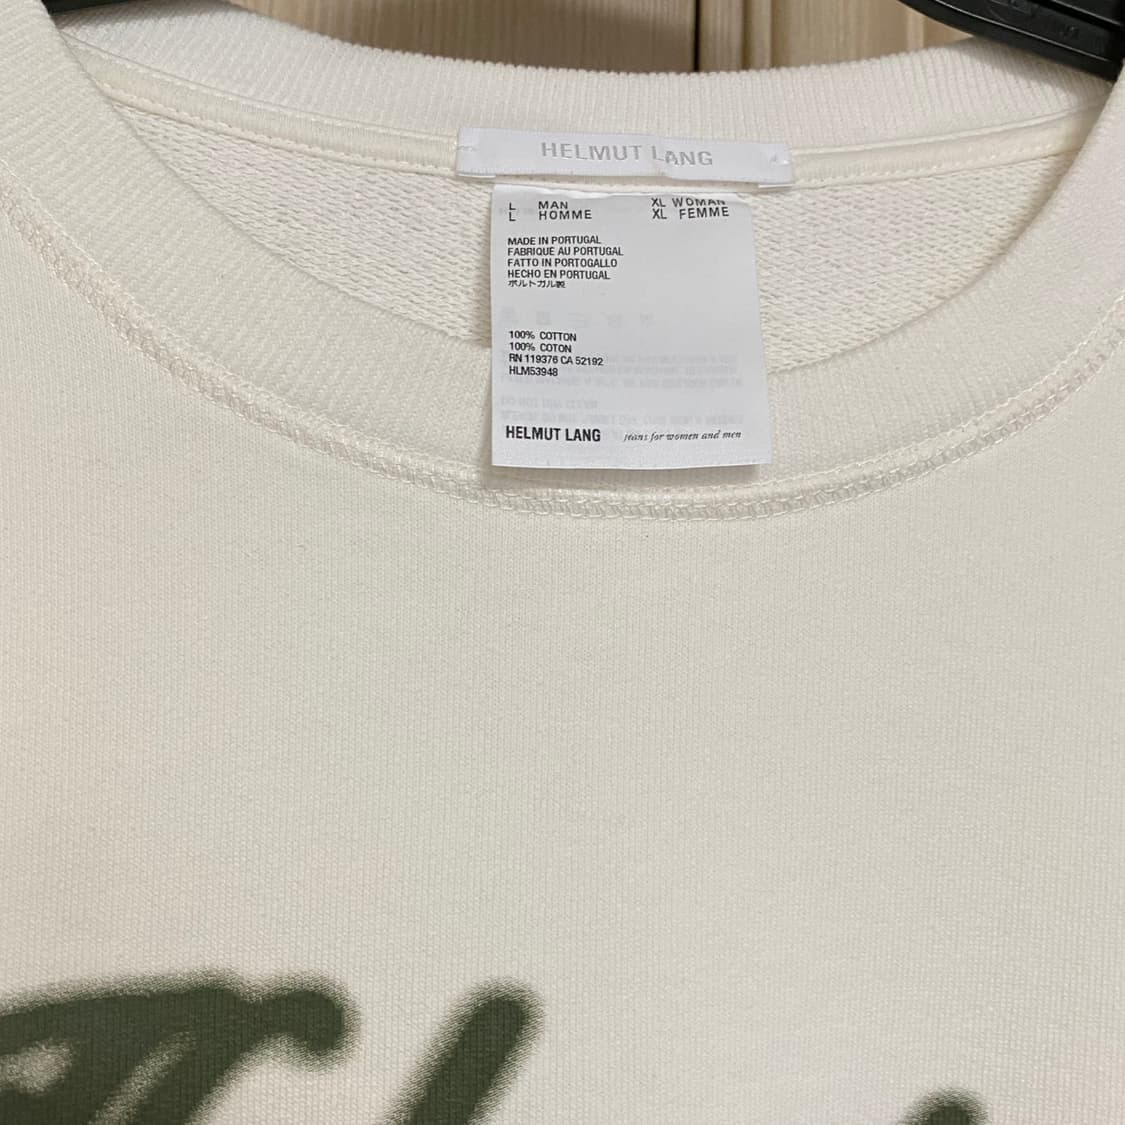 HELMUT LANG
L MAN XL WOMAN
L HOMME XL FEMME
MADE IN PORTUGAL
FABRIQUE AU PORTUGAL
FATTO IN PORTOGALLO
HECHO EN PORTUGAL
ポルトガル製
100% COTTON
100% COTON
RN 119376 CA 52192
HLM53948
HELMUT LANG jeans for women and men